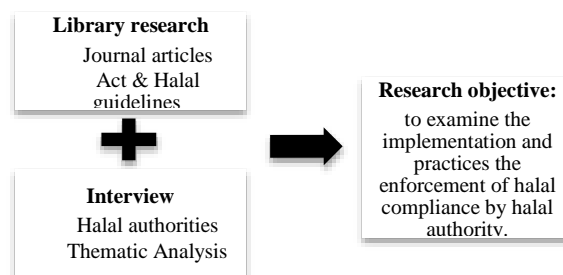 Library research
Journal articles
Act & Halal
guidelines
Interview
Halal authorities
Thematic Analysis
Research objective:
to examine the
implementation and
practices the
enforcement of halal
compliance by halal
authority.